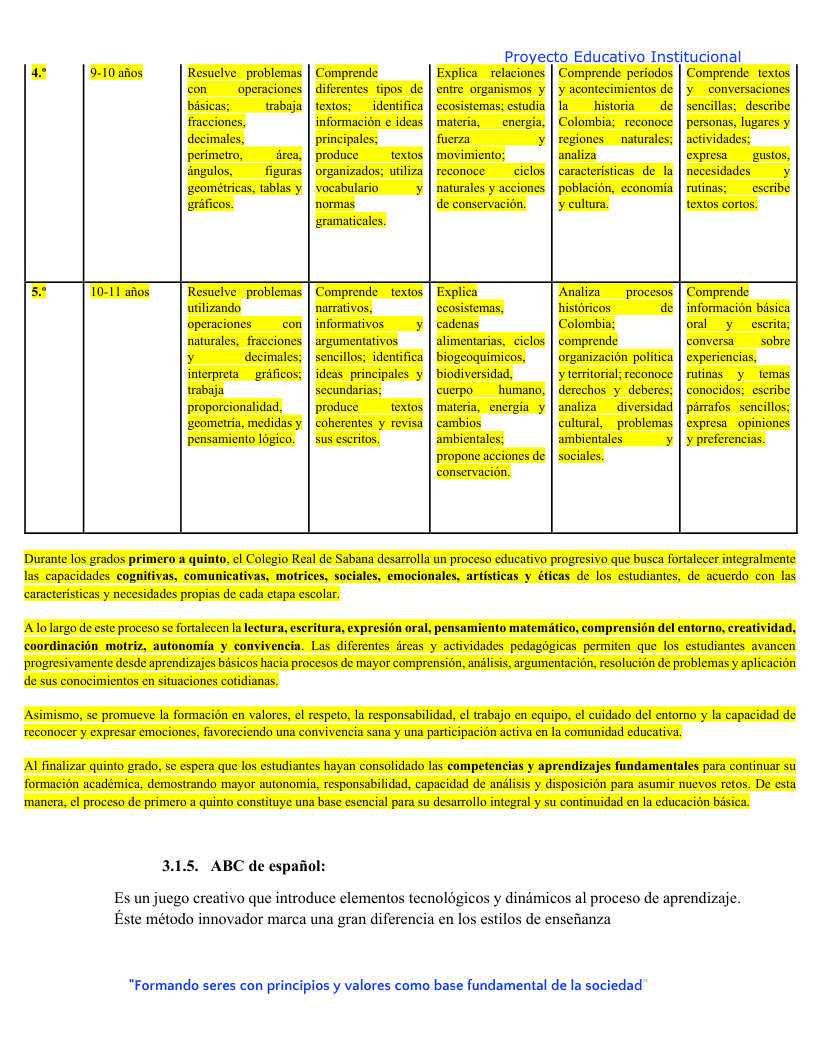 Proyecto Educativo Institucional
4.º
9-10 años
Resuelve problemas
con operaciones
básicas; trabaja
fracciones,
decimales,
perímetro, área,
ángulos, figuras
geométricas, tablas y
gráficos.
Comprende
diferentes tipos de
textos; identifica
información e ideas
principales;
produce textos
organizados; utiliza
vocabulario y
normas
gramaticales.
Explica relaciones
entre organismos y
ecosistemas; estudia
materia, energía,
fuerza y
movimiento;
reconoce ciclos
naturales y acciones
de conservación.
Comprende períodos
y acontecimientos de
la historia de
Colombia; reconoce
regiones naturales;
analiza
características de la
población, economía
y cultura.
Comprende textos
y conversaciones
sencillas; describe
personas, lugares y
actividades;
expresa gustos,
necesidades y
rutinas; escribe
textos cortos.
5.º
10-11 años
Resuelve problemas
utilizando
operaciones con
naturales, fracciones
y decimales;
interpreta gráficos;
trabaja
proporcionalidad,
geometría, medidas y
pensamiento lógico.
Comprende textos
narrativos,
informativos y
argumentativos
sencillos; identifica
ideas principales y
secundarias;
produce textos
coherentes y revisa
sus escritos.
Explica
ecosistemas,
cadenas
alimentarias, ciclos
biogeoquímicos,
biodiversidad,
cuerpo humano,
materia, energía y
cambios
ambientales;
propone acciones de
conservación.
Analiza procesos
históricos de
Colombia;
comprende
organización política
y territorial; reconoce
derechos y deberes;
analiza diversidad
cultural, problemas
ambientales y
sociales.
Comprende
información básica
oral y escrita;
conversa sobre
experiencias,
rutinas y temas
conocidos; escribe
párrafos sencillos;
expresa opiniones
y preferencias.
Durante los grados primero a quinto, el Colegio Real de Sabana desarrolla un proceso educativo progresivo que busca fortalecer integralmente
las capacidades cognitivas, comunicativas, motrices, sociales, emocionales, artísticas y éticas de los estudiantes, de acuerdo con las
características y necesidades propias de cada etapa escolar.
A lo largo de este proceso se fortalecen la lectura, escritura, expresión oral, pensamiento matemático, comprensión del entorno, creatividad,
coordinación motriz, autonomía y convivencia. Las diferentes áreas y actividades pedagógicas permiten que los estudiantes avancen
progresivamente desde aprendizajes básicos hacia procesos de mayor comprensión, análisis, argumentación, resolución de problemas y aplicación
de sus conocimientos en situaciones cotidianas.
Asimismo, se promueve la formación en valores, el respeto, la responsabilidad, el trabajo en equipo, el cuidado del entorno y la capacidad de
reconocer y expresar emociones, favoreciendo una convivencia sana y una participación activa en la comunidad educativa.
Al finalizar quinto grado, se espera que los estudiantes hayan consolidado las competencias y aprendizajes fundamentales para continuar su
formación académica, demostrando mayor autonomía, responsabilidad, capacidad de análisis y disposición para asumir nuevos retos. De esta
manera, el proceso de primero a quinto constituye una base esencial para su desarrollo integral y su continuidad en la educación básica.
3.1.5. ABC de español:
Es un juego creativo que introduce elementos tecnológicos y dinámicos al proceso de aprendizaje.
Éste método innovador marca una gran diferencia en los estilos de enseñanza
"Formando seres con principios y valores como base fundamental de la sociedad"